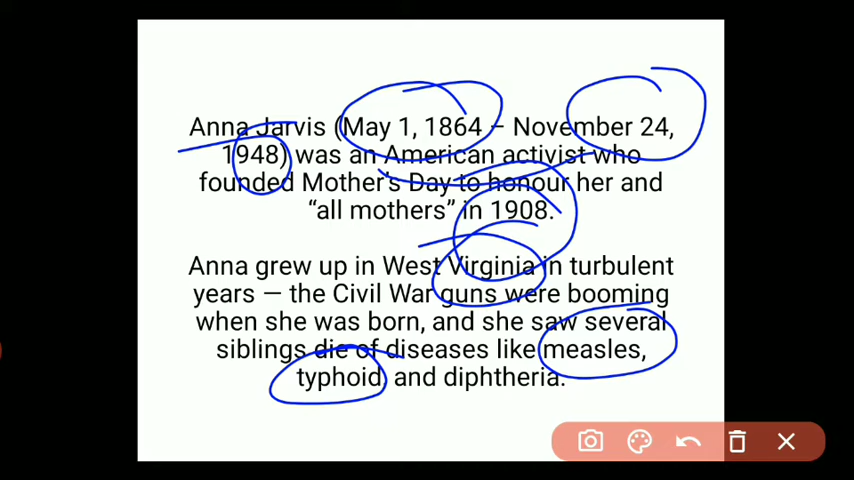 Anna Jarvis (May 1, 1864 – November 24,
1948) was an American activist who
founded Mother's Day to honour her and
“all mothers” in 1908.
Anna grew up in West Virginia in turbulent
years — the Civil War guns were booming
when she was born, and she saw several
siblings die of diseases like measles,
typhoid, and diphtheria.